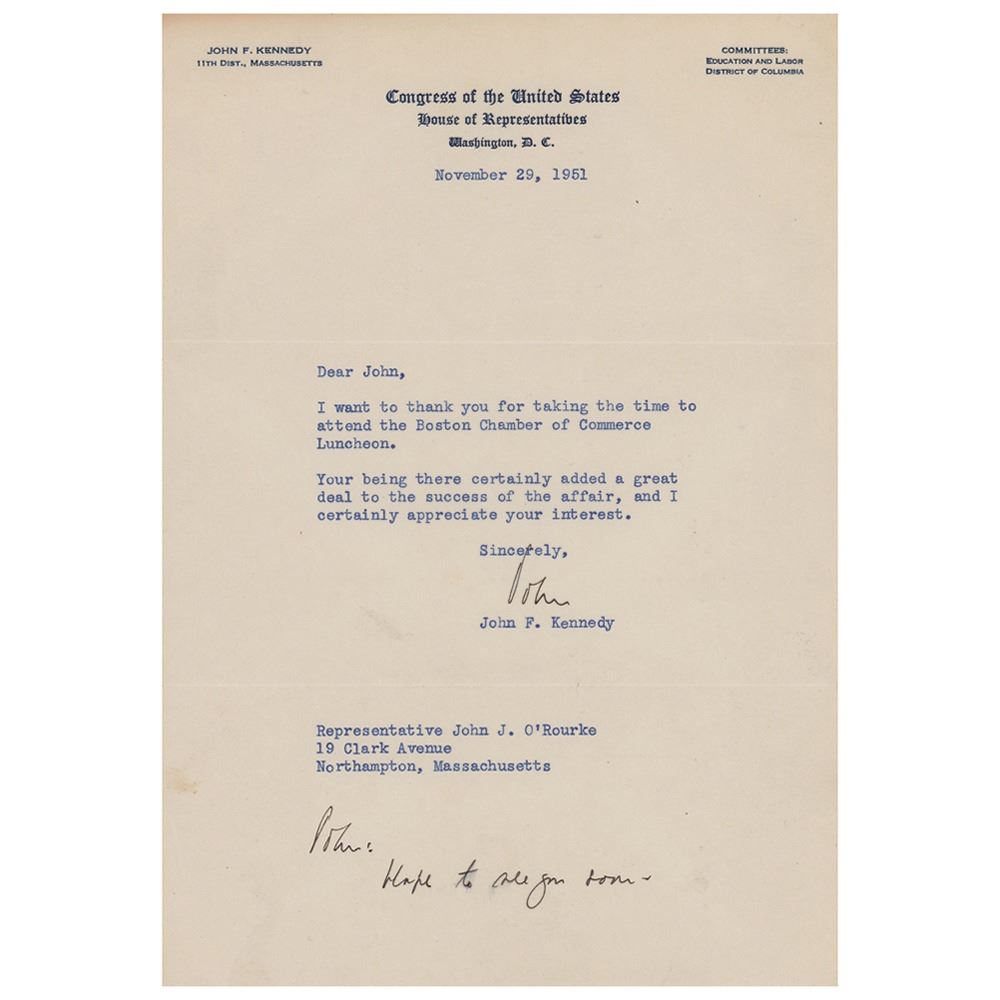 JOHN F. KENNEDY
11TH DIST., MASSACHUSETTS
COMMITTEES:
EDUCATION AND LABOR
DISTRICT OF COLUMBIA
Congress of the United States
House of Representatives
Washington, D. C.
November 29, 1951
Dear John,
I want to thank you for taking the time to
attend the Boston Chamber of Commerce
Luncheon.
Your being there certainly added a great
deal to the success of the affair, and I
certainly appreciate your interest.
Sincerely,
John
John F. Kennedy
Representative John J. O'Rourke
19 Clark Avenue
Northampton, Massachusetts
John:
Hope to see you soon-